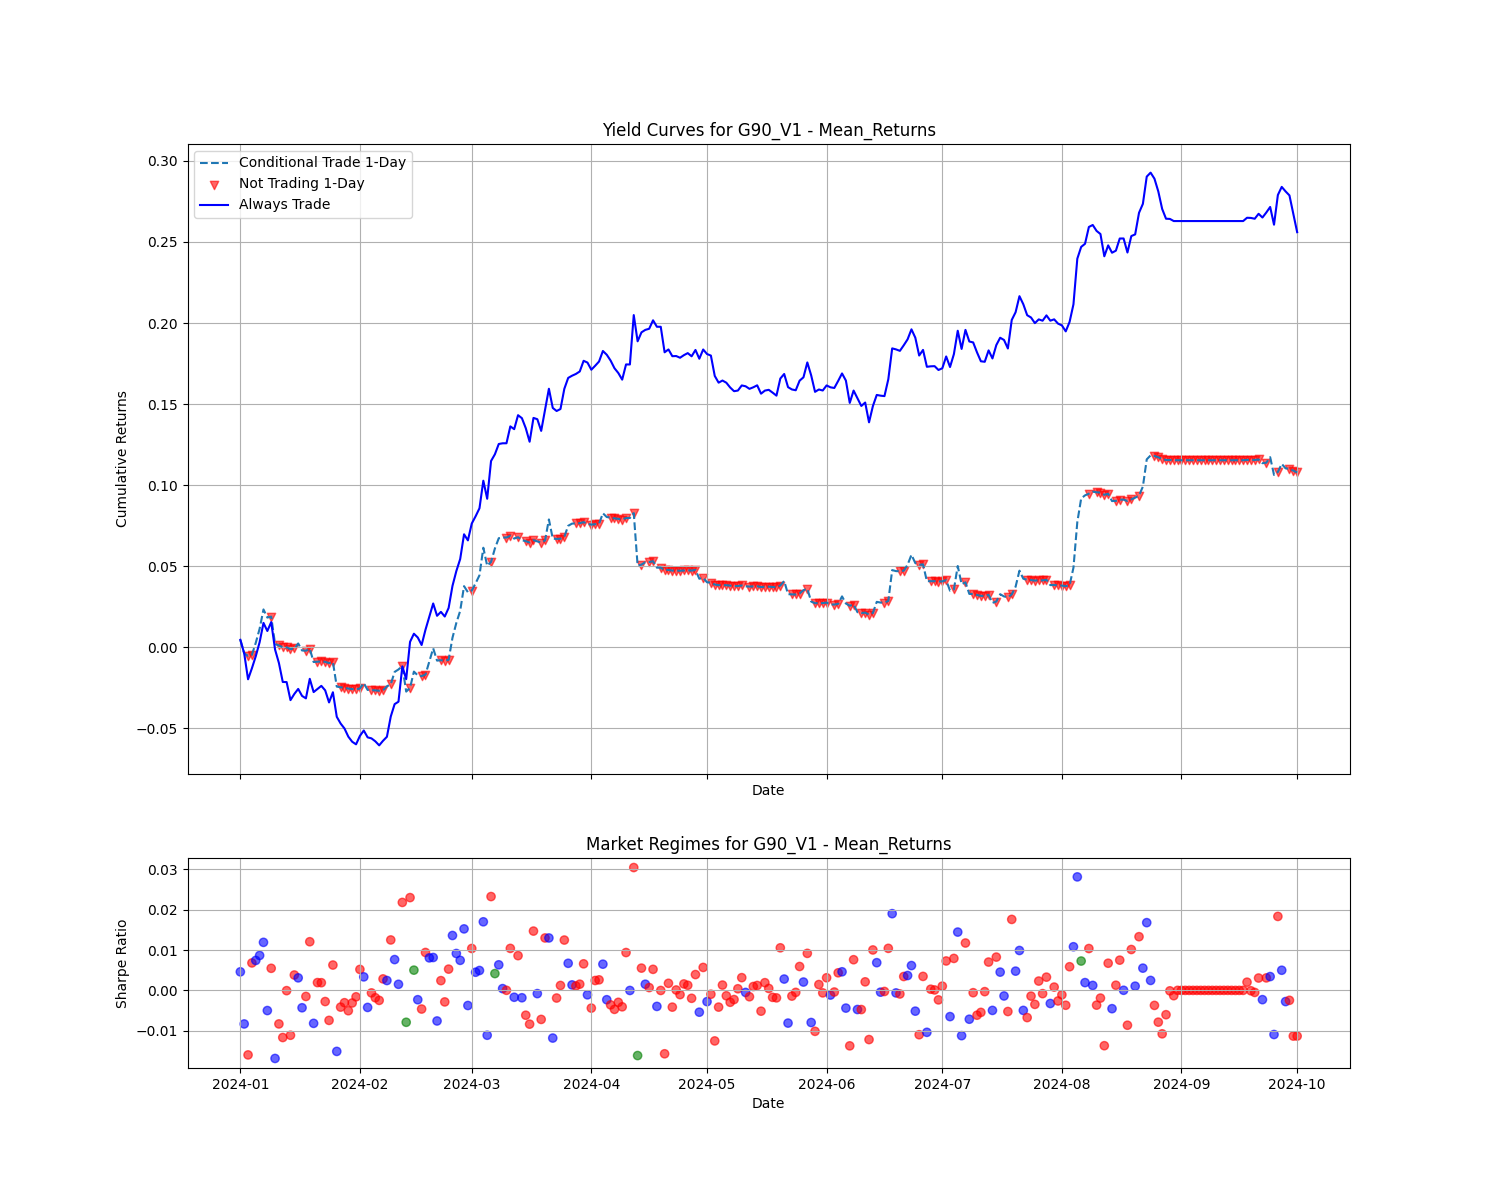 Yield Curves for G90_V1 - Mean_Returns
Conditional Trade 1-Day
Not Trading 1-Day
Always Trade
0.30
0.25
0.20
0.15
0.10
0.05
0.00
−0.05
Cumulative Returns
Date
Market Regimes for G90_V1 - Mean_Returns
0.03
0.02
0.01
0.00
−0.01
Sharpe Ratio
2024-01 2024-02 2024-03 2024-04 2024-05 2024-06 2024-07 2024-08 2024-09 2024-10
Date